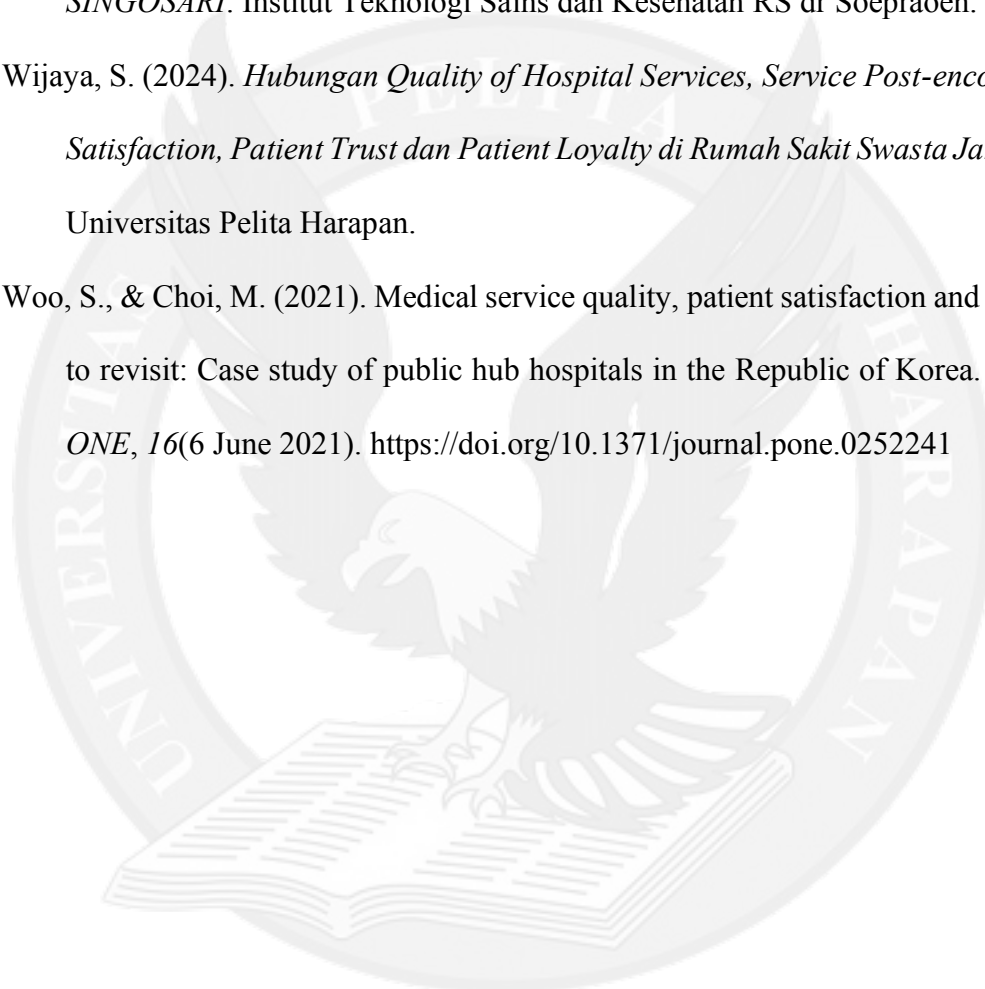 SINGOSARI. Institut Teknologi Sains dan Kesehatan RS dr Soepraoen.
Wijaya, S. (2024). Hubungan Quality of Hospital Services, Service Post-enco
Satisfaction, Patient Trust dan Patient Loyalty di Rumah Sakit Swasta Ja
Universitas Pelita Harapan.
Woo, S., & Choi, M. (2021). Medical service quality, patient satisfaction and
to revisit: Case study of public hub hospitals in the Republic of Korea.
ONE, 16(6 June 2021). https://doi.org/10.1371/journal.pone.0252241
UNIVERSITAS PELITA HARAPAN